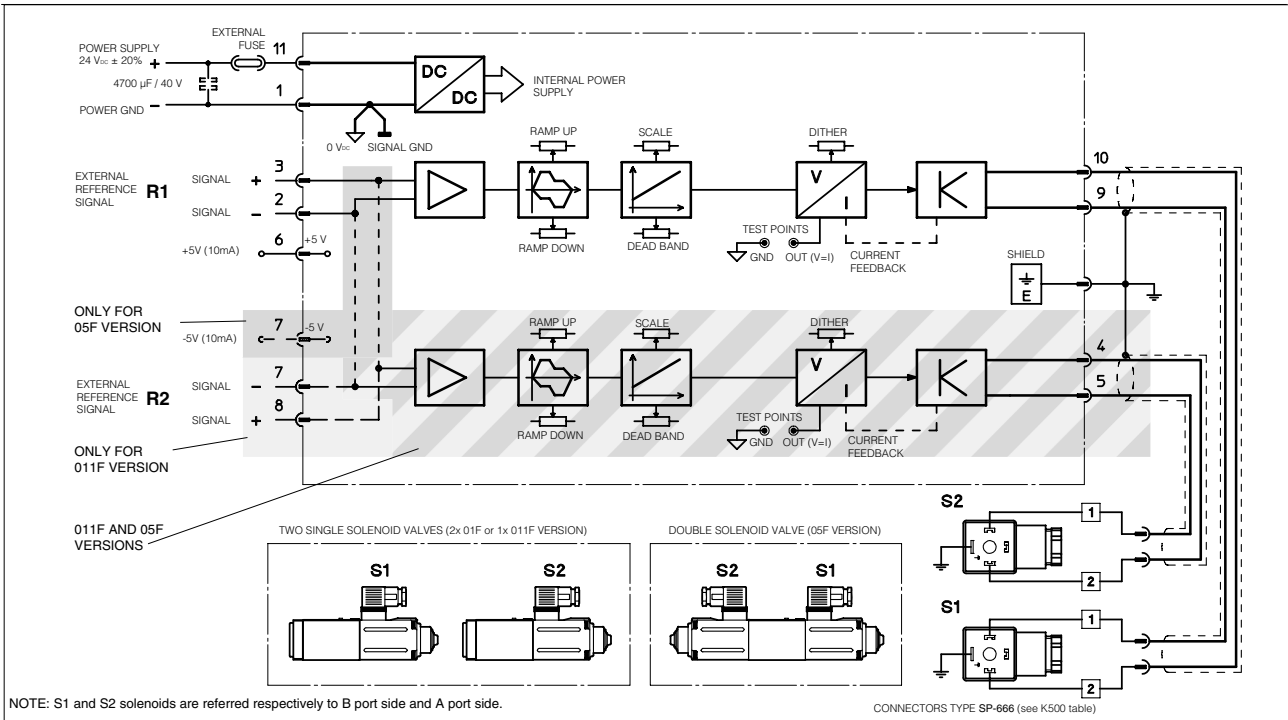 EXTERNAL
FUSE
POWER SUPPLY
24 VDC ± 20% +
11
4700 µF / 40 V
1
POWER GND −
DC
DC
INTERNAL POWER
SUPPLY
0 VDC
SIGNAL GND
RAMP UP
SCALE
DITHER
EXTERNAL
REFERENCE
SIGNAL
R1
SIGNAL + 3
SIGNAL − 2
+5V (10mA)
6
+5 V
V
I
10
9
RAMP DOWN
DEAD BAND
TEST POINTS
GND OUT (V=I)
CURRENT
FEEDBACK
SHIELD
E
ONLY FOR
05F VERSION
-5V (10mA)
7
-5 V
RAMP UP
SCALE
DITHER
EXTERNAL
REFERENCE
SIGNAL
R2
SIGNAL − 7
SIGNAL + 8
V
I
4
5
RAMP DOWN
DEAD BAND
TEST POINTS
GND OUT (V=I)
CURRENT
FEEDBACK
ONLY FOR
011F VERSION
011F AND 05F
VERSIONS
TWO SINGLE SOLENOID VALVES (2x 01F or 1x 011F VERSION)
S1
S2
DOUBLE SOLENOID VALVE (05F VERSION)
S2
S1
S2
1
2
S1
1
2
NOTE: S1 and S2 solenoids are referred respectively to B port side and A port side.
CONNECTORS TYPE SP-666 (see K500 table)